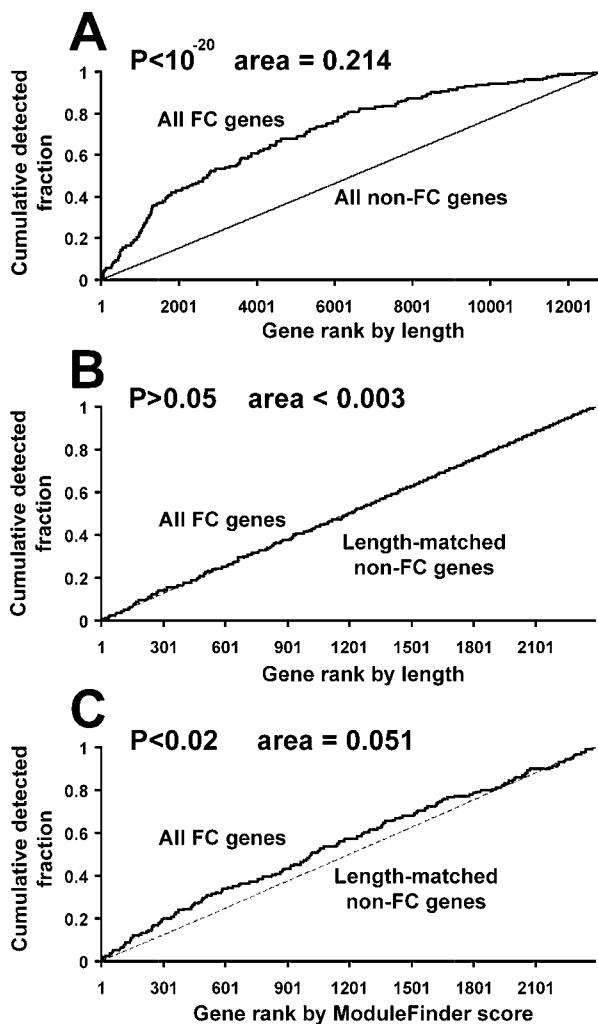 A
P<10^-20 area = 0.214
Cumulative detected
fraction
1
0.8
0.6
0.4
0.2
0
All FC genes
All non-FC genes
1 2001 4001 6001 8001 10001 12001
Gene rank by length
B
P>0.05 area < 0.003
Cumulative detected
fraction
1
0.8
0.6
0.4
0.2
0
All FC genes
Length-matched
non-FC genes
1 301 601 901 1201 1501 1801 2101
Gene rank by length
C
P<0.02 area = 0.051
Cumulative detected
fraction
1
0.8
0.6
0.4
0.2
0
All FC genes
Length-matched
non-FC genes
1 301 601 901 1201 1501 1801 2101
Gene rank by ModuleFinder score